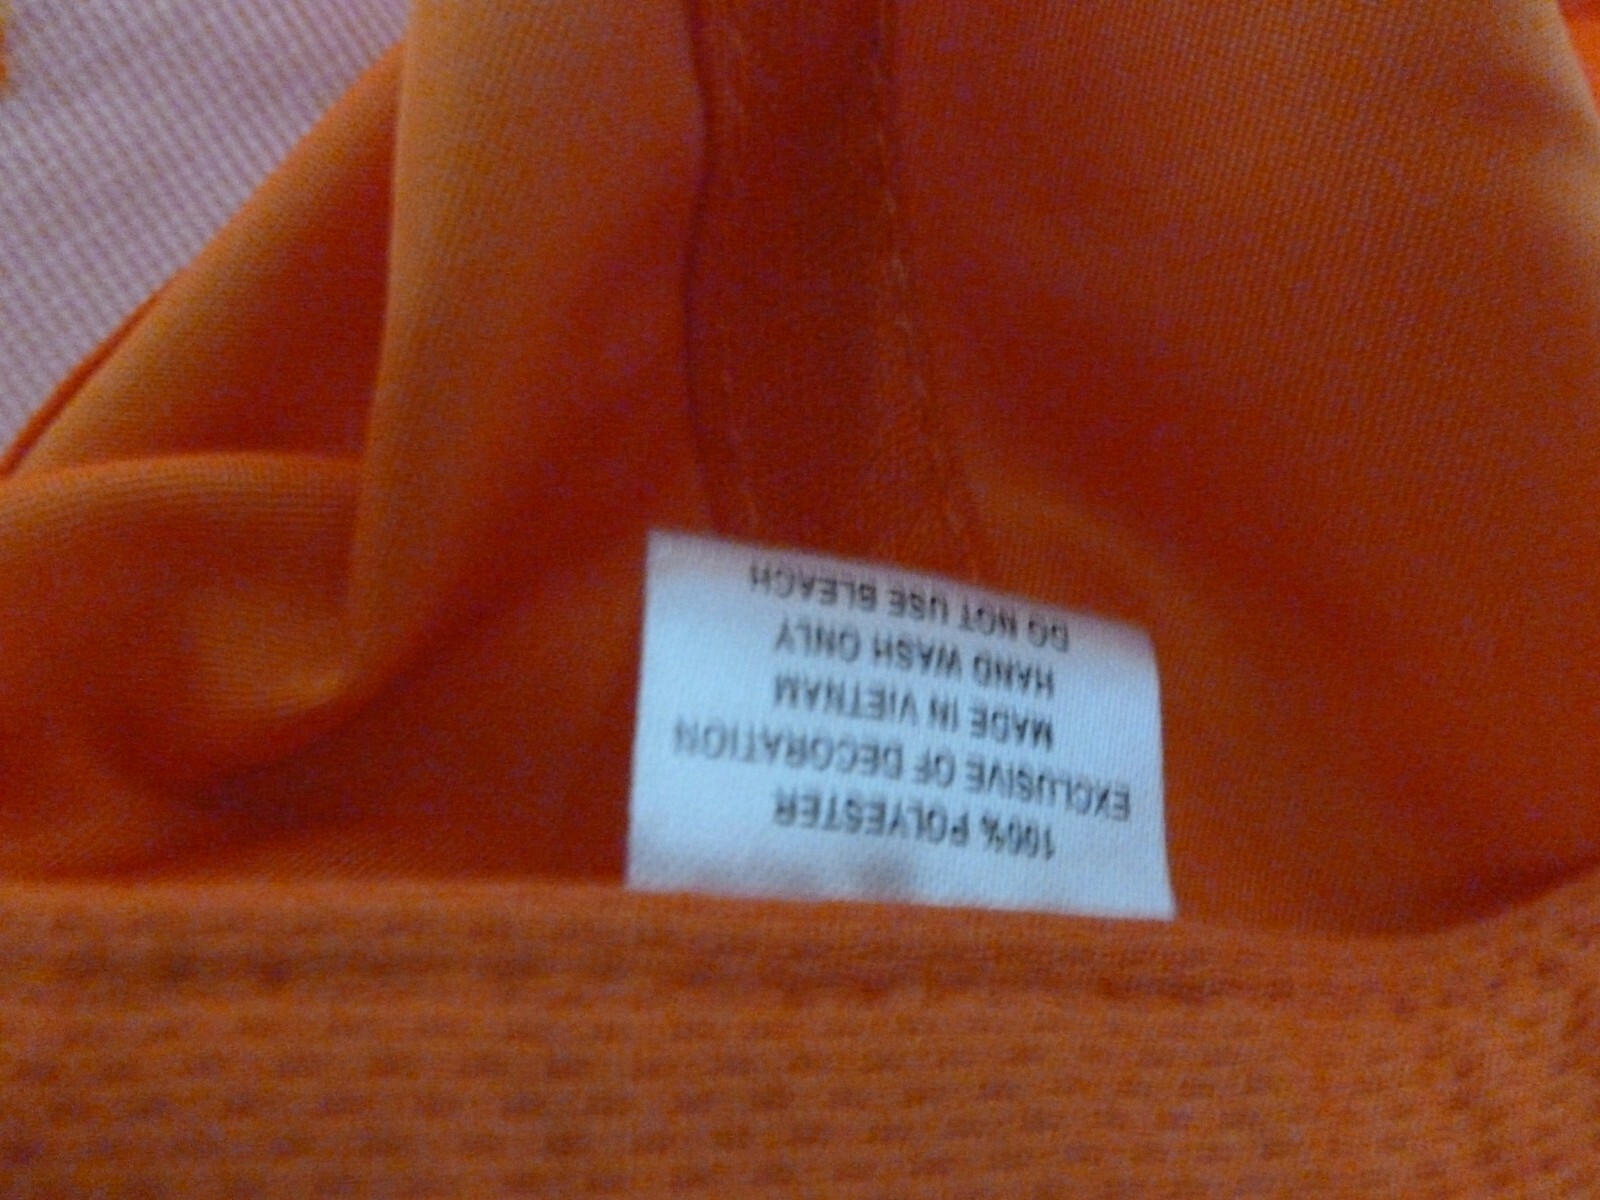 100% POLYESTER
EXCLUSIVE OF DECORATION
MADE IN VIETNAM
HAND WASH ONLY
DO NOT USE BLEACH